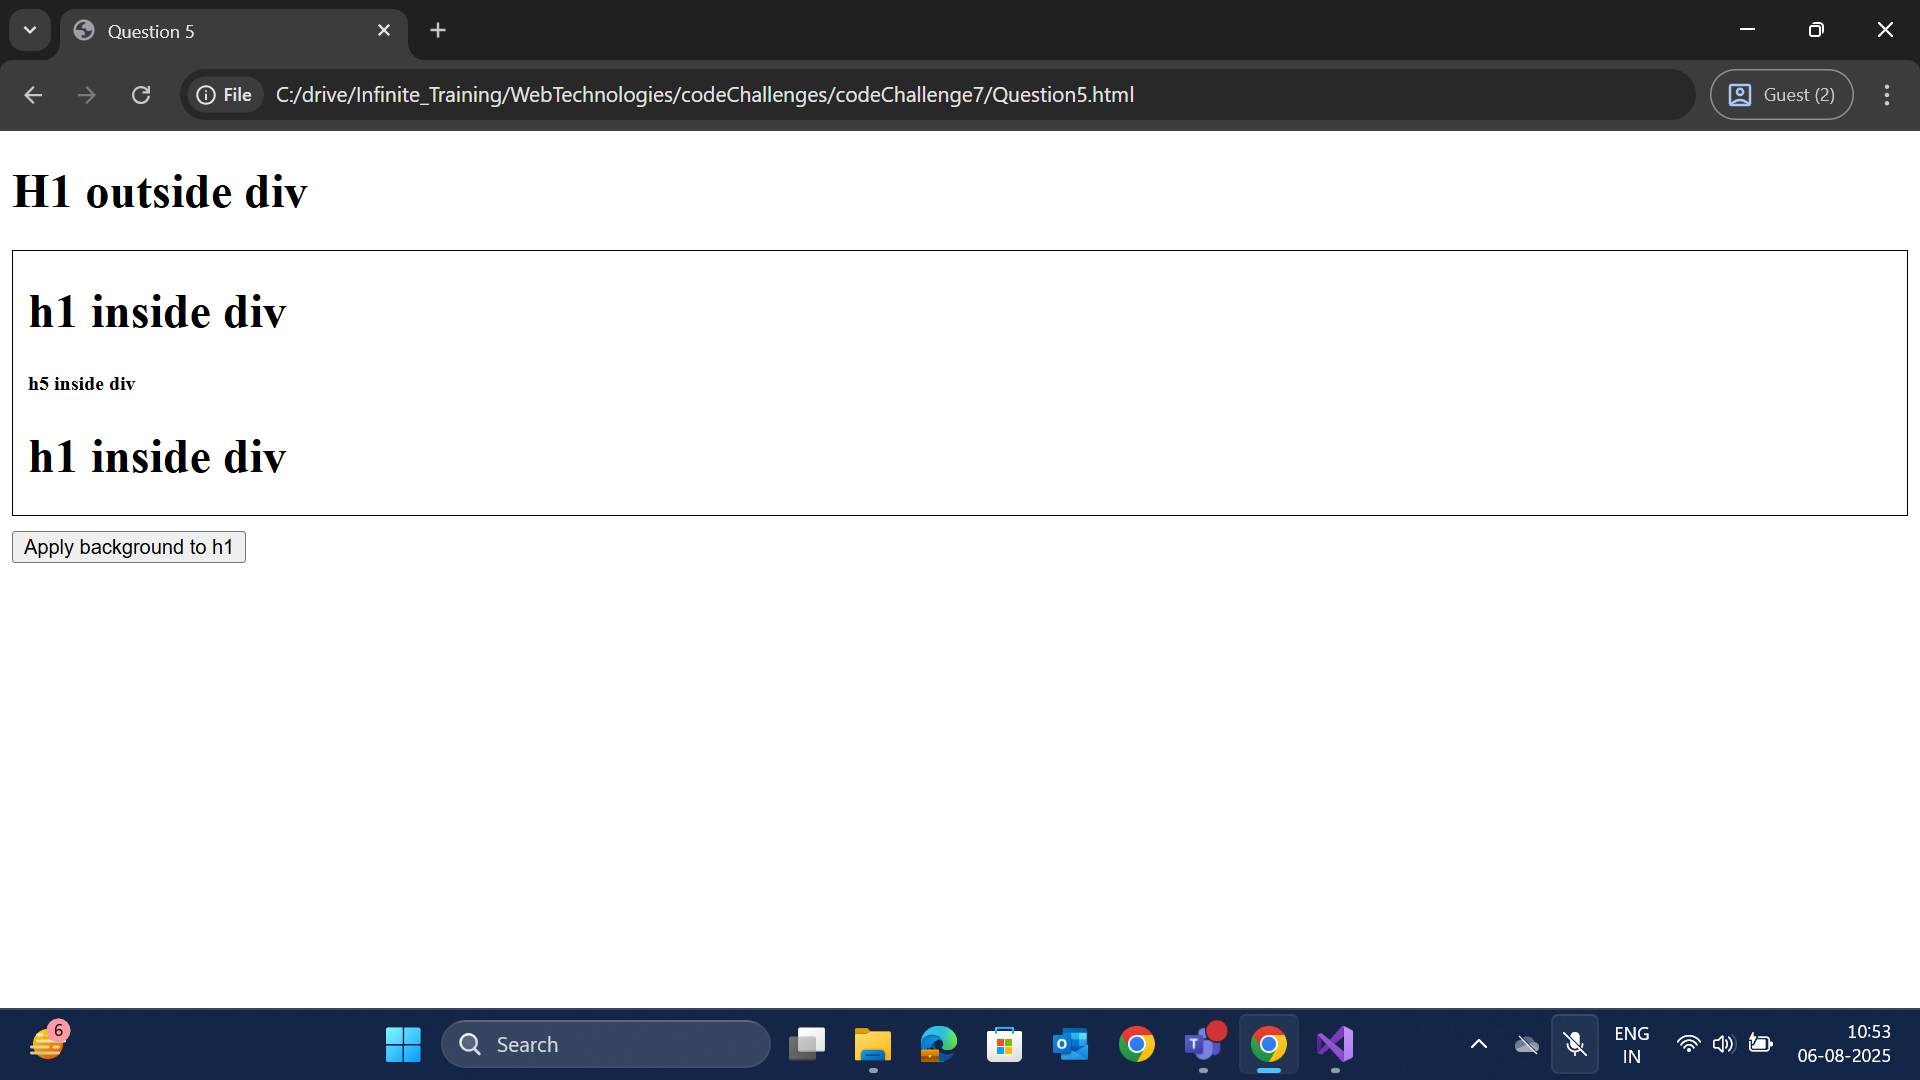 Question 5
File
C:/drive/Infinite_Training/WebTechnologies/codeChallenges/codeChallenge7/Question5.html
Guest (2)
H1 outside div
h1 inside div
h5 inside div
h1 inside div
Apply background to h1
6
Search
ENG
IN
10:53
06-08-2025